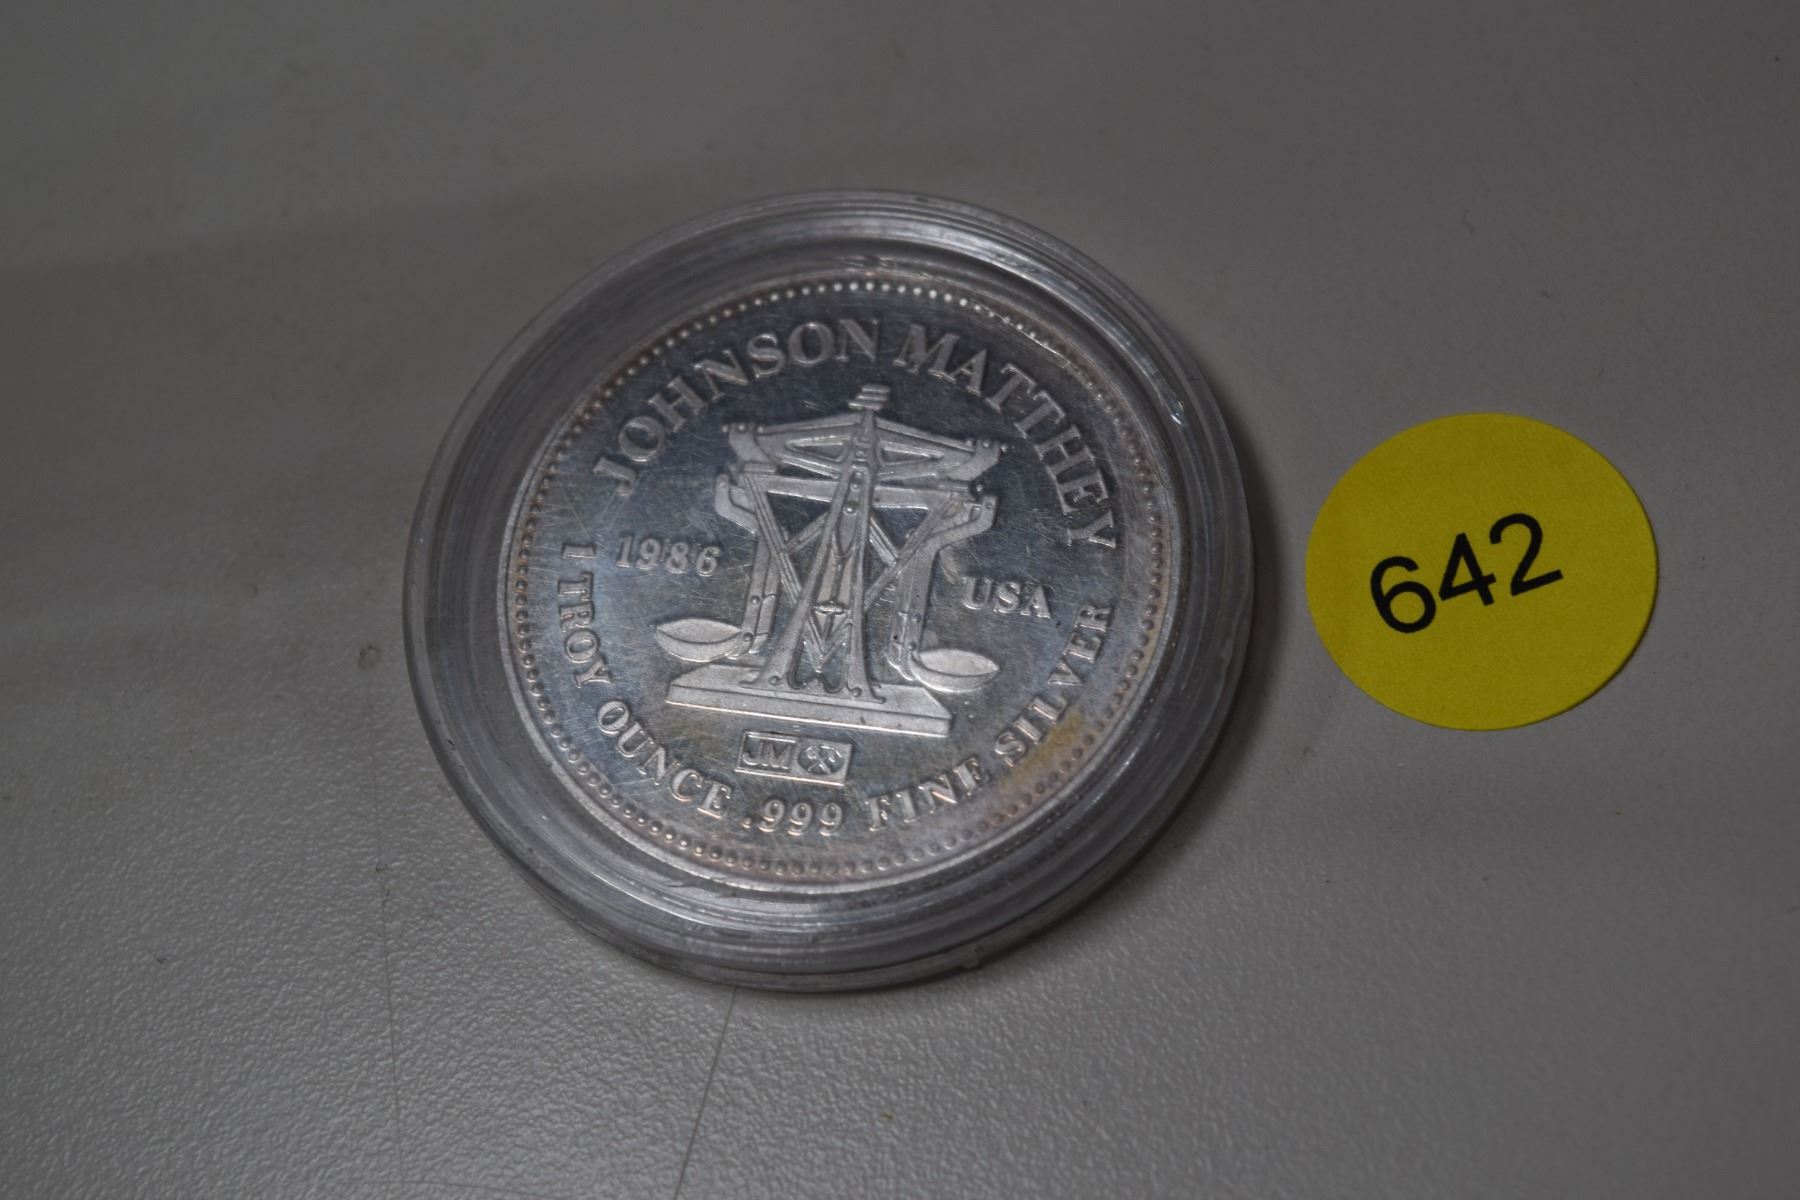 JOHNSON MATTHEY
1986
USA
JM
1 TROY OUNCE .999 FINE SILVER
642